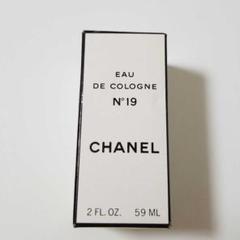 EAU
DE COLOGNE
N°19
CHANEL
2 FL. OZ. 59 ML